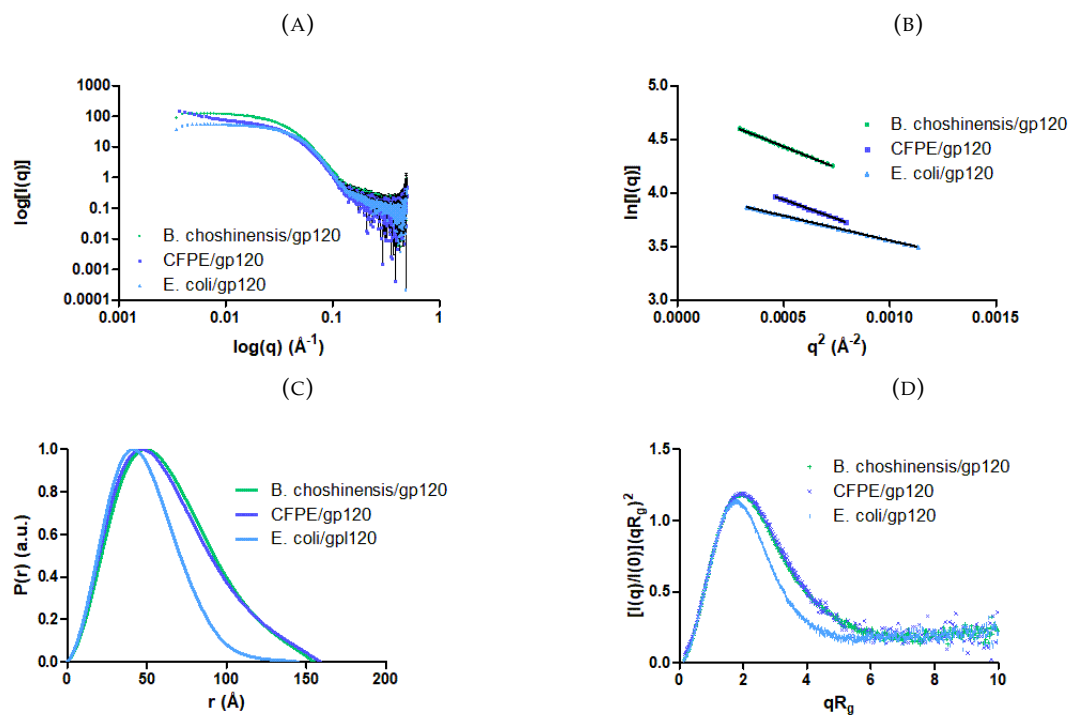 (A)
1000
100
10
1
0.1
0.01
0.001
0.0001
log[I(q)]
B. choshinensis/gp120
CFPE/gp120
E. coli/gp120
0.001
0.01
0.1
1
log(q) (Å-1)
(B)
5.0
4.5
4.0
3.5
3.0
ln[I(q)]
B. choshinensis/gp120
CFPE/gp120
E. coli/gp120
0.0000
0.0005
0.0010
0.0015
q2 (Å-2)
(C)
1.0
0.8
0.6
0.4
0.2
0.0
P(r) (a.u.)
B. choshinensis/gp120
CFPE/gp120
E. coli/gpl120
0
50
100
150
200
r (Å)
(D)
1.5
1.0
0.5
0.0
[I(q)/I(0)](qRg)2
B. choshinensis/gp120
CFPE/gp120
E. coli/gp120
0
2
4
6
8
10
qRg